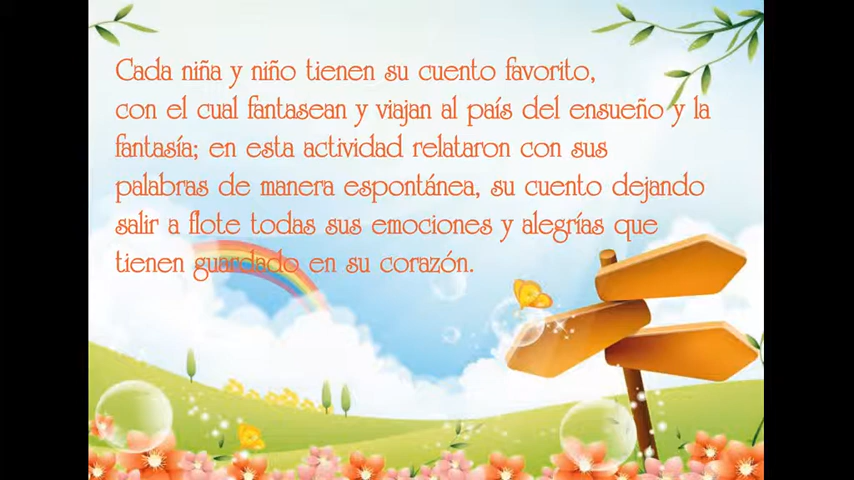 Cada niña y niño tienen su cuento favorito,
con el cual fantasean y viajan al país del ensueño y la
fantasía; en esta actividad relataron con sus
palabras de manera espontánea, su cuento dejando
salir a flote todas sus emociones y alegrías que
tienen guardado en su corazón.